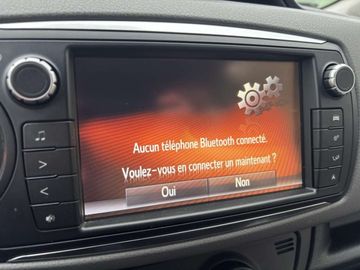 Aucun téléphone Bluetooth connecté.
Voulez-vous en connecter un maintenant ?
Oui
Non